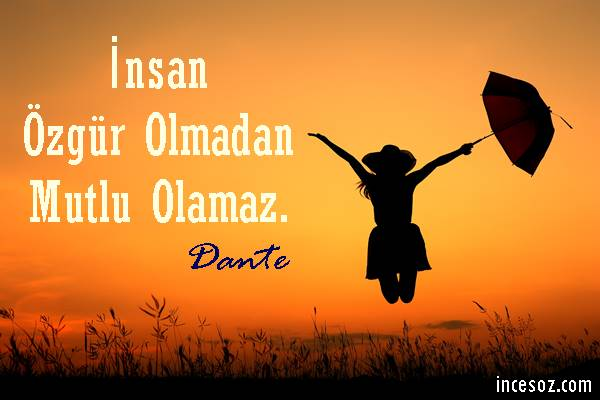 İnsan
Özgür Olmadan
Mutlu Olamaz.
Dante
incesoz.com